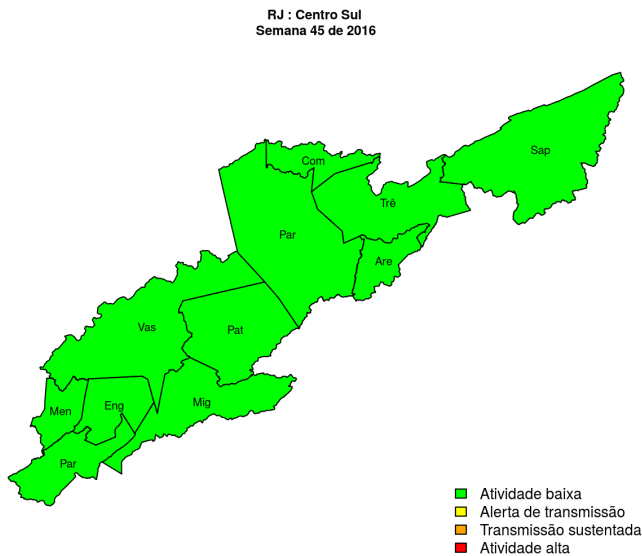 RJ : Centro Sul
Semana 45 de 2016
Sap
Com
Trê
Par
Are
Vas
Pat
Mig
Eng
Men
Par
Atividade baixa
Alerta de transmissão
Transmissão sustentada
Atividade alta